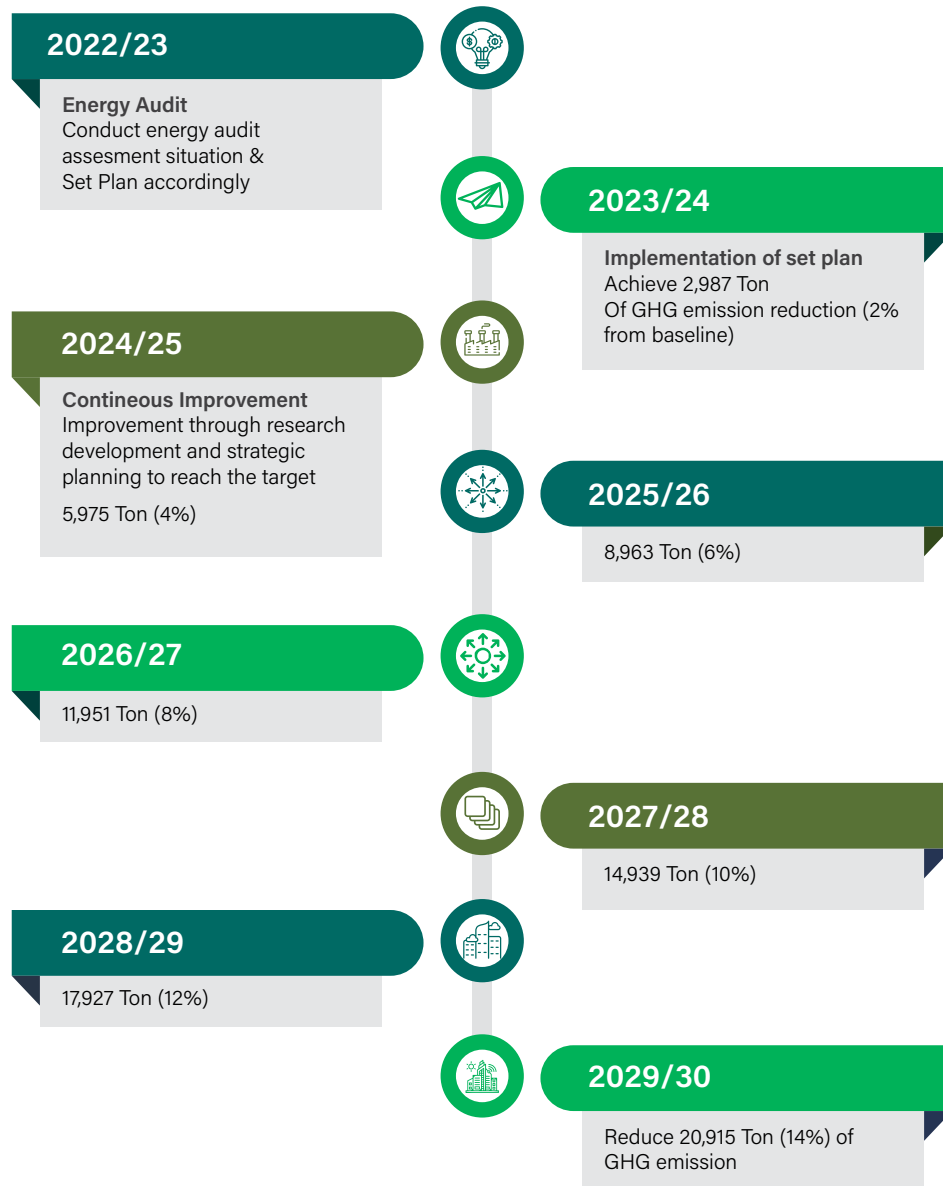 2022/23
Energy Audit
Conduct energy audit
assesment situation &
Set Plan accordingly
2023/24
Implementation of set plan
Achieve 2,987 Ton
Of GHG emission reduction (2%
from baseline)
2024/25
Contineous Improvement
Improvement through research
development and strategic
planning to reach the target
5,975 Ton (4%)
2025/26
8,963 Ton (6%)
2026/27
11,951 Ton (8%)
2027/28
14,939 Ton (10%)
2028/29
17,927 Ton (12%)
2029/30
Reduce 20,915 Ton (14%) of
GHG emission